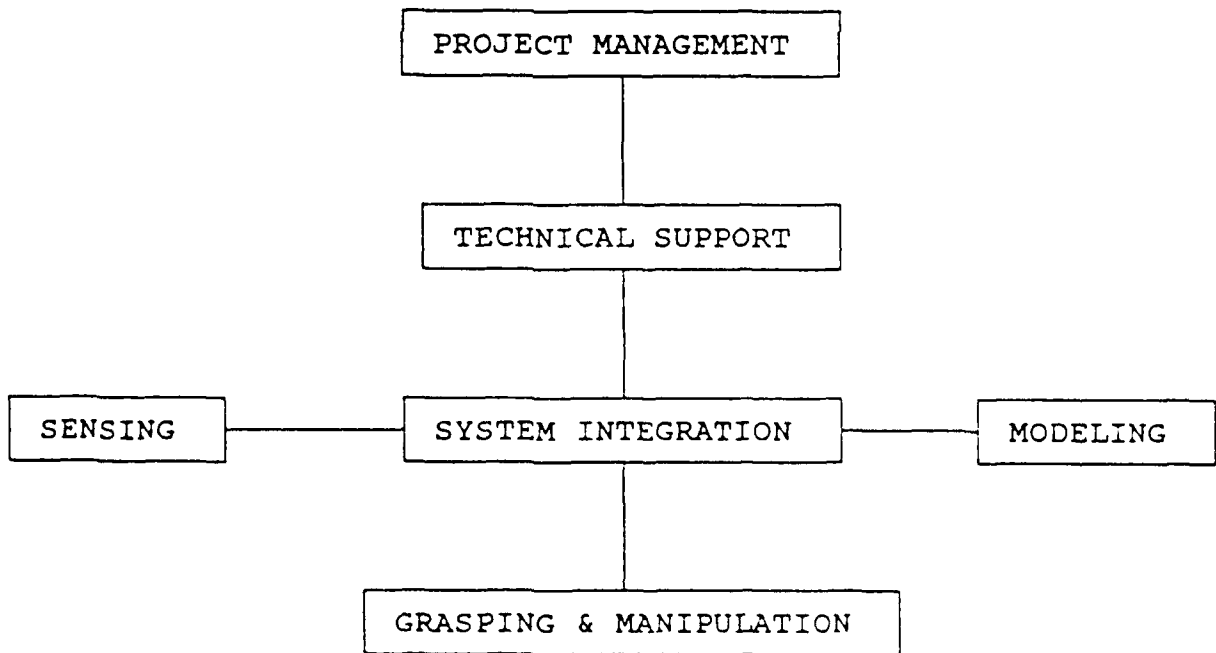 PROJECT MANAGEMENT
TECHNICAL SUPPORT
SENSING
SYSTEM INTEGRATION
MODELING
GRASPING & MANIPULATION